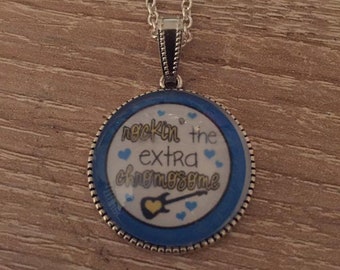 rockin' the
extra
chromosome